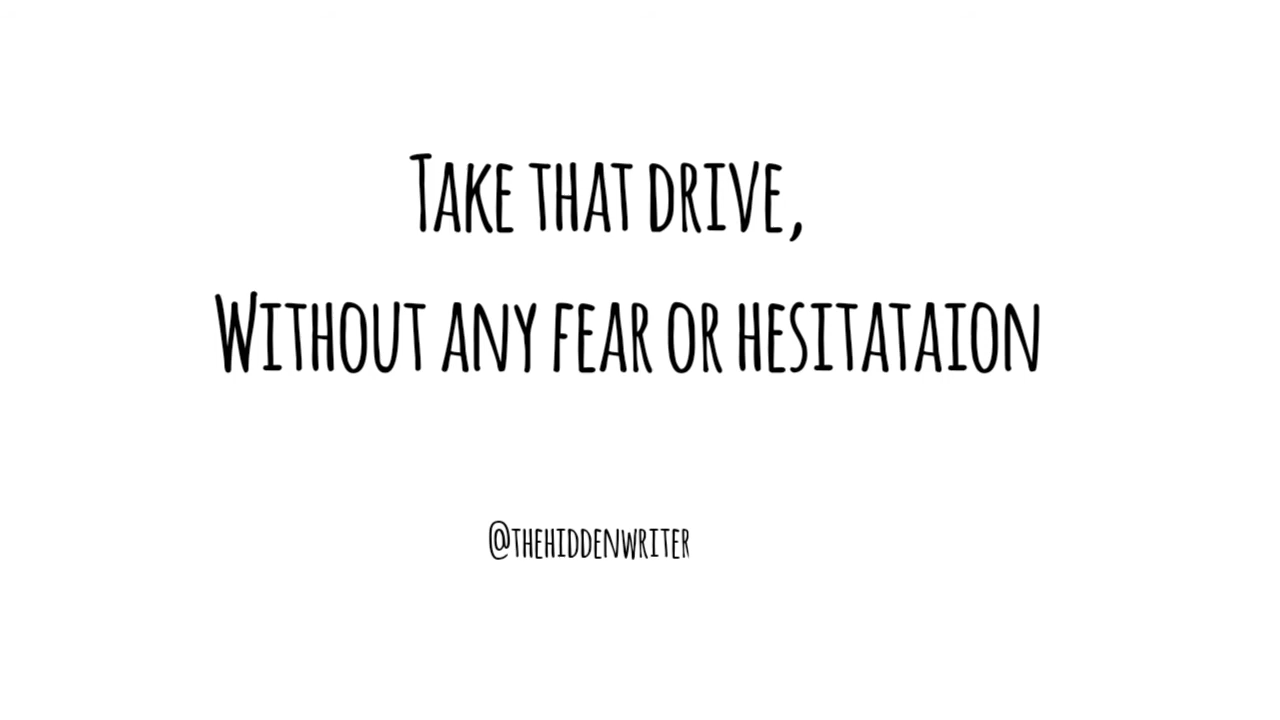 Take that drive,
Without any fear or hesitataion
@thehiddenwriter